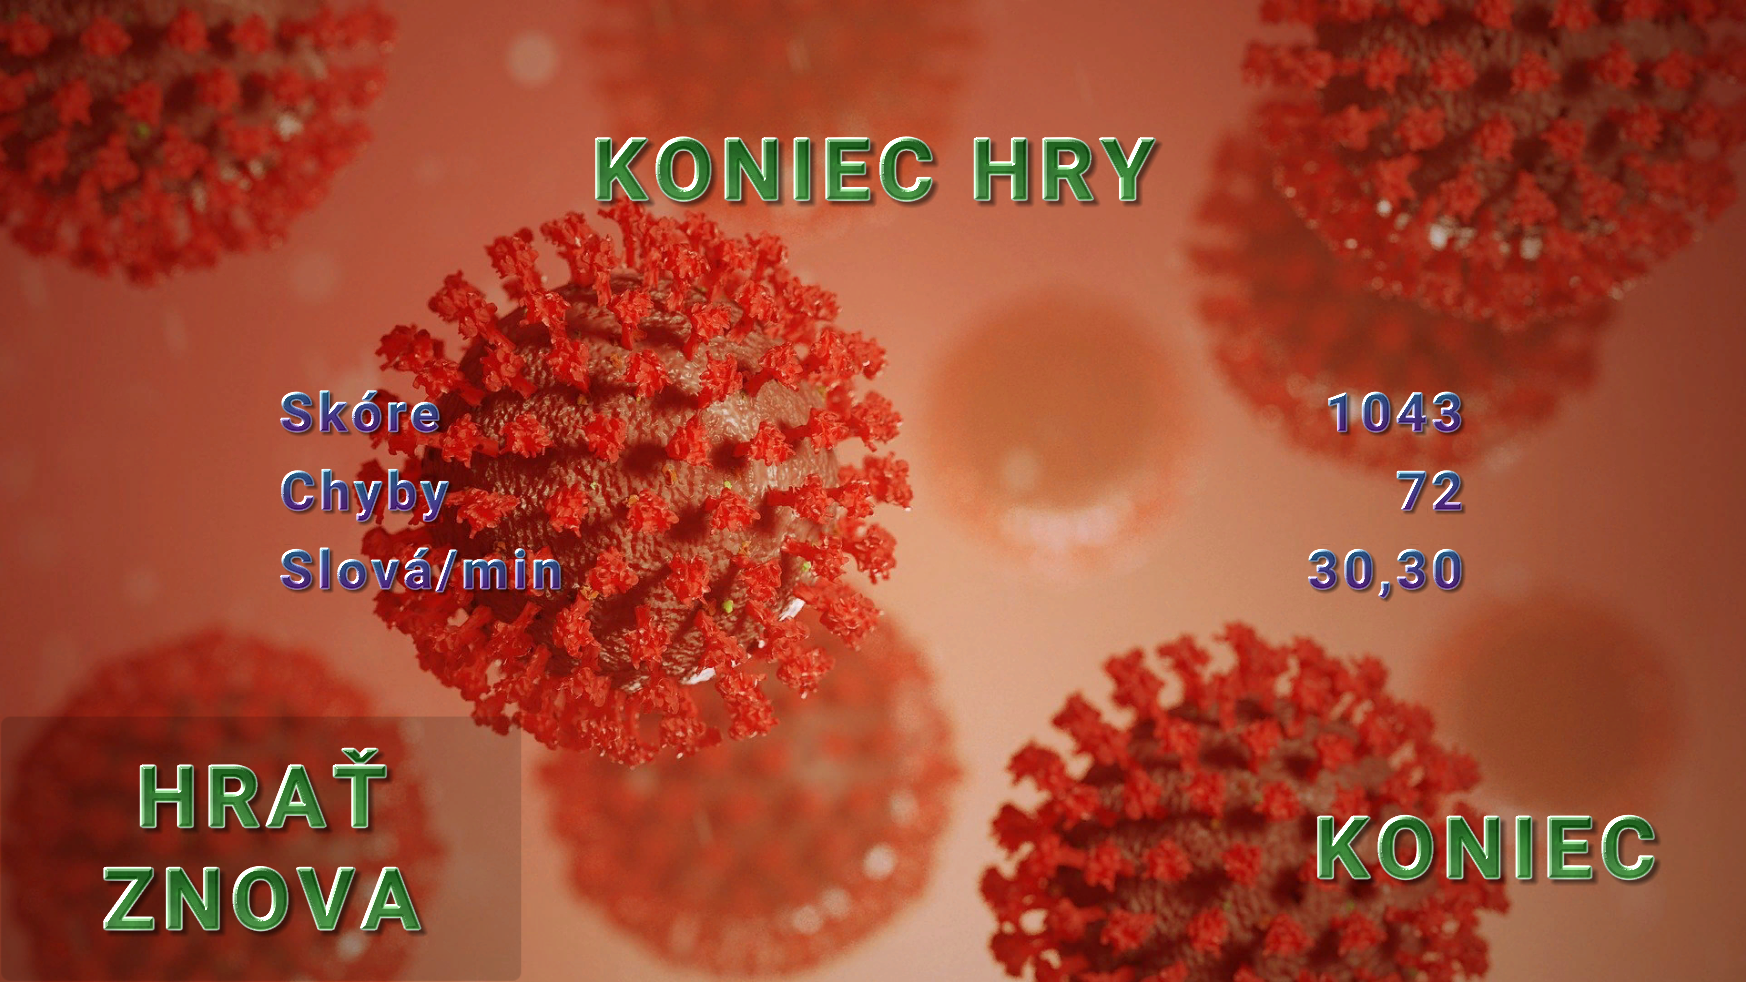 KONIEC HRY
Skóre 1043
Chyby 72
Slová/min 30,30
HRAŤ
ZNOVA
KONIEC